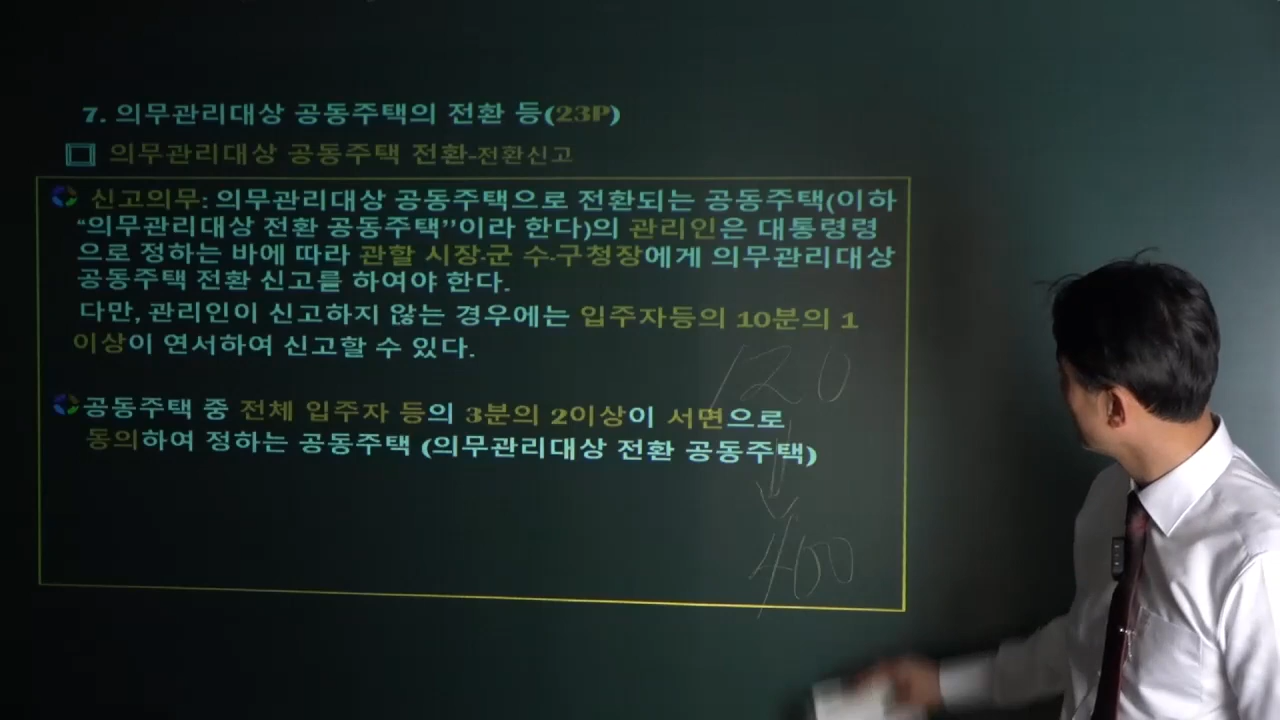 7. 의무관리대상 공동주택의 전환 등(23P)
의무관리대상 공동주택 전환-전환신고
신고의무: 의무관리대상 공동주택으로 전환되는 공동주택(이하
“의무관리대상 전환 공동주택”이라 한다)의 관리인은 대통령령
으로 정하는 바에 따라 관할 시장·군 수·구청장에게 의무관리대상
공동주택 전환 신고를 하여야 한다.
다만, 관리인이 신고하지 않는 경우에는 입주자등의 10분의 1
이상이 연서하여 신고할 수 있다.
120
공동주택 중 전체 입주자 등의 3분의 2이상이 서면으로
동의하여 정하는 공동주택 (의무관리대상 전환 공동주택)